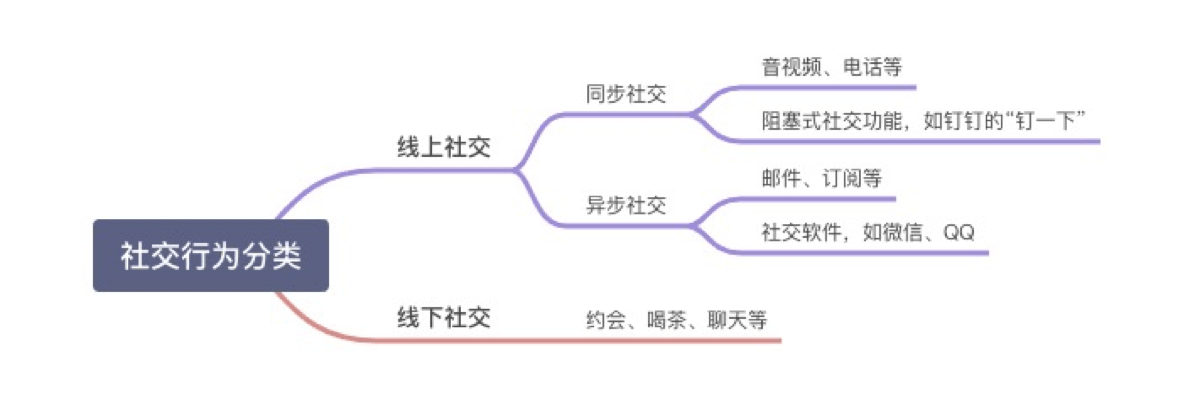 社交行为分类
线上社交
同步社交
音视频、电话等
阻塞式社交功能，如钉钉的“钉一下”
异步社交
邮件、订阅等
社交软件，如微信、QQ
线下社交
约会、喝茶、聊天等